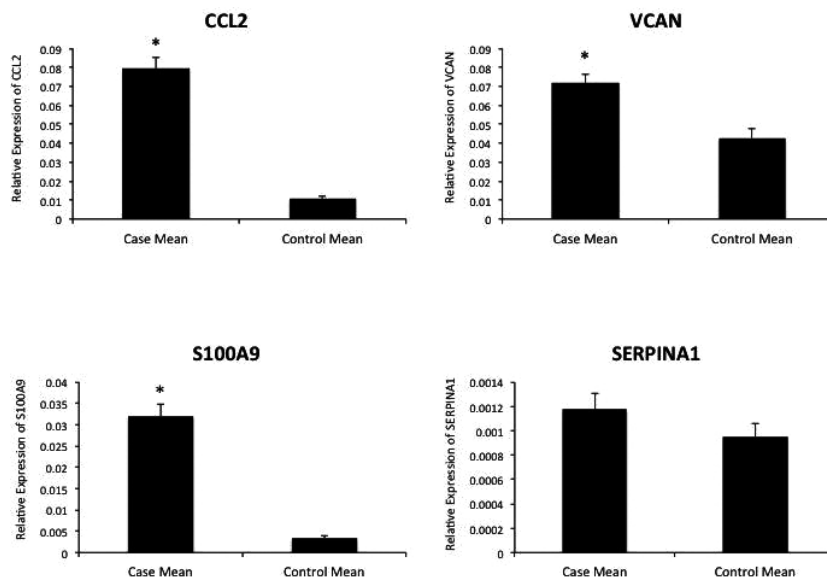 CCL2
*
Relative Expression of CCL2
0.09
0.08
0.07
0.06
0.05
0.04
0.03
0.02
0.01
0
Case Mean
Control Mean
VCAN
*
Relative Expression of VCAN
0.09
0.08
0.07
0.06
0.05
0.04
0.03
0.02
0.01
0
Case Mean
Control Mean
S100A9
*
Relative Expression of S100A9
0.04
0.035
0.03
0.025
0.02
0.015
0.01
0.005
0
Case Mean
Control Mean
SERPINA1
Relative Expression of SERPINA1
0.0014
0.0012
0.001
0.0008
0.0006
0.0004
0.0002
0
Case Mean
Control Mean